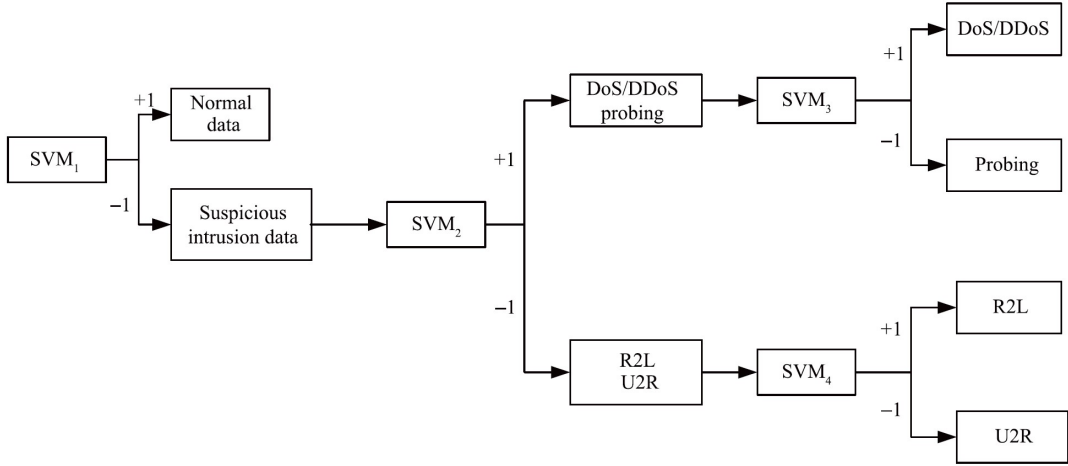 SVM₁
+1
Normal
data
−1
Suspicious
intrusion data
SVM₂
+1
DoS/DDoS
probing
SVM₃
+1
DoS/DDoS
−1
Probing
−1
R2L
U2R
SVM₄
+1
R2L
−1
U2R